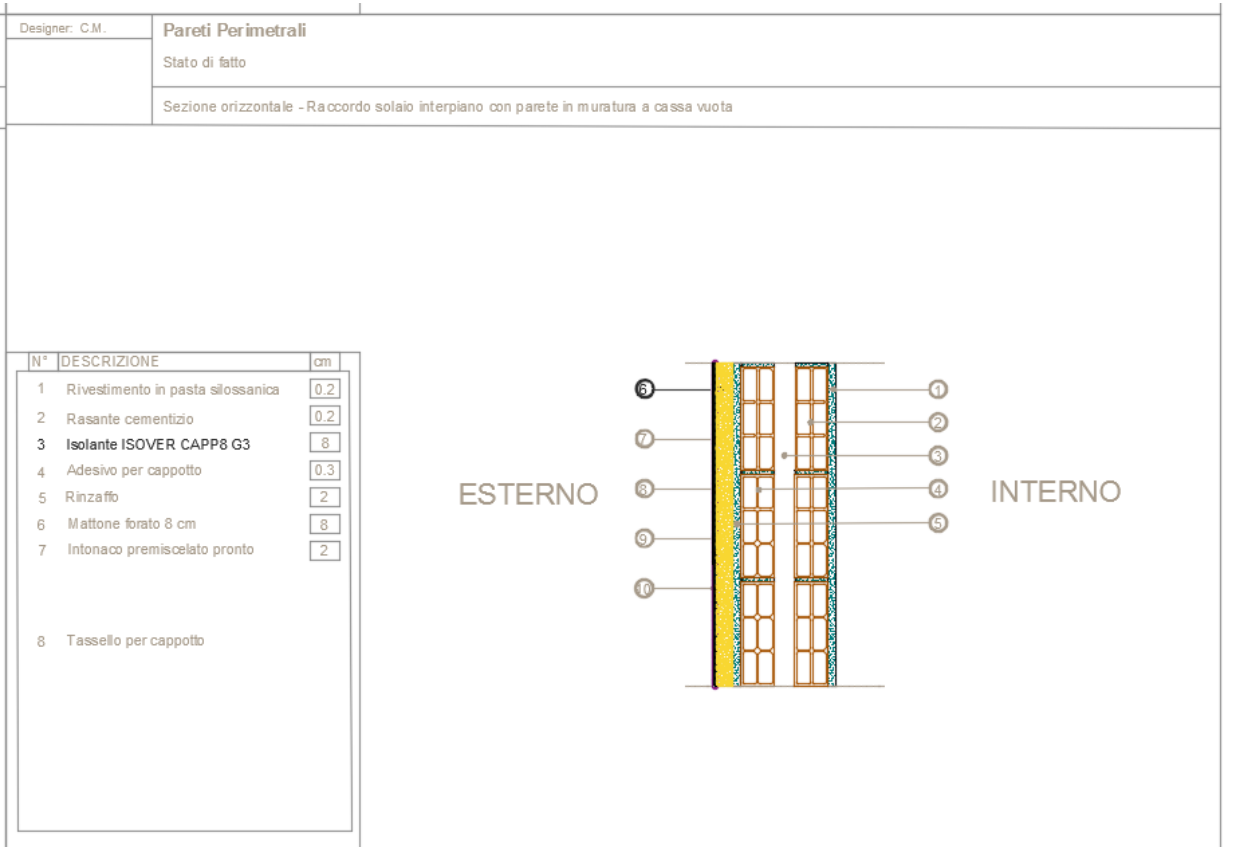 Designer: C.M.
Pareti Perimetrali
Stato di fatto
Sezione orizzontale - Raccordo solaio interpiano con parete in muratura a cassa vuota
N° DESCRIZIONE cm
1 Rivestimento in pasta silossanica 0.2
2 Rasante cementizio 0.2
3 Isolante ISOVER CAPP8 G3 8
4 Adesivo per cappotto 0.3
5 Rinzaffo 2
6 Mattone forato 8 cm 8
7 Intonaco premiscelato pronto 2
8 Tassello per cappotto
ESTERNO
6
7
8
9
10
1
2
3
4
5
INTERNO